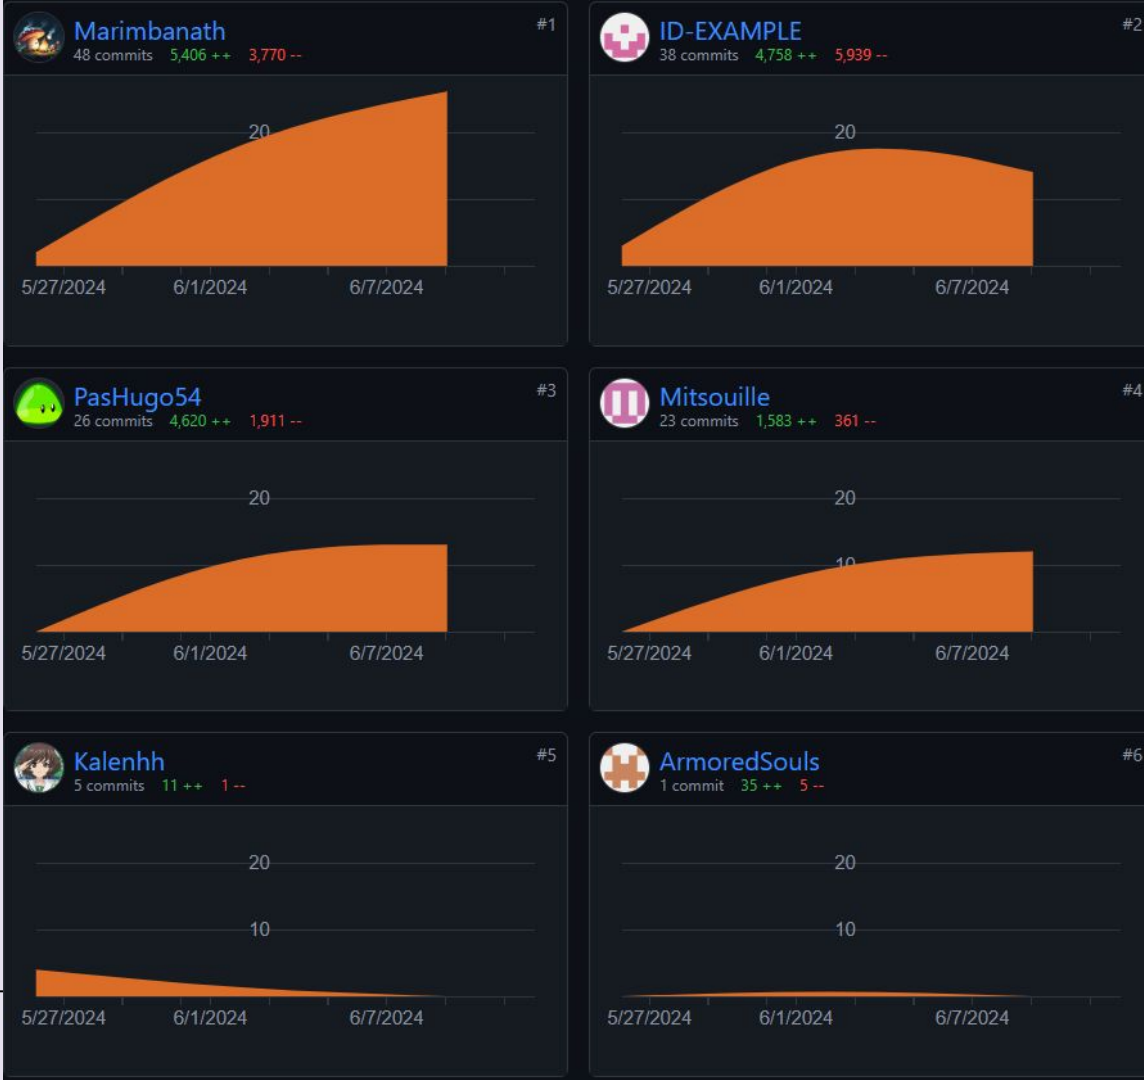 Marimbanath #1
48 commits 5,406 ++ 3,770 --
20
5/27/2024 6/1/2024 6/7/2024
ID-EXAMPLE #2
38 commits 4,758 ++ 5,939 --
20
5/27/2024 6/1/2024 6/7/2024
PasHugo54 #3
26 commits 4,620 ++ 1,911 --
20
5/27/2024 6/1/2024 6/7/2024
Mitsouille #4
23 commits 1,583 ++ 361 --
20
10
5/27/2024 6/1/2024 6/7/2024
Kalenhh #5
5 commits 11 ++ 1 --
20
10
5/27/2024 6/1/2024 6/7/2024
ArmoredSouls #6
1 commit 35 ++ 5 --
20
10
5/27/2024 6/1/2024 6/7/2024